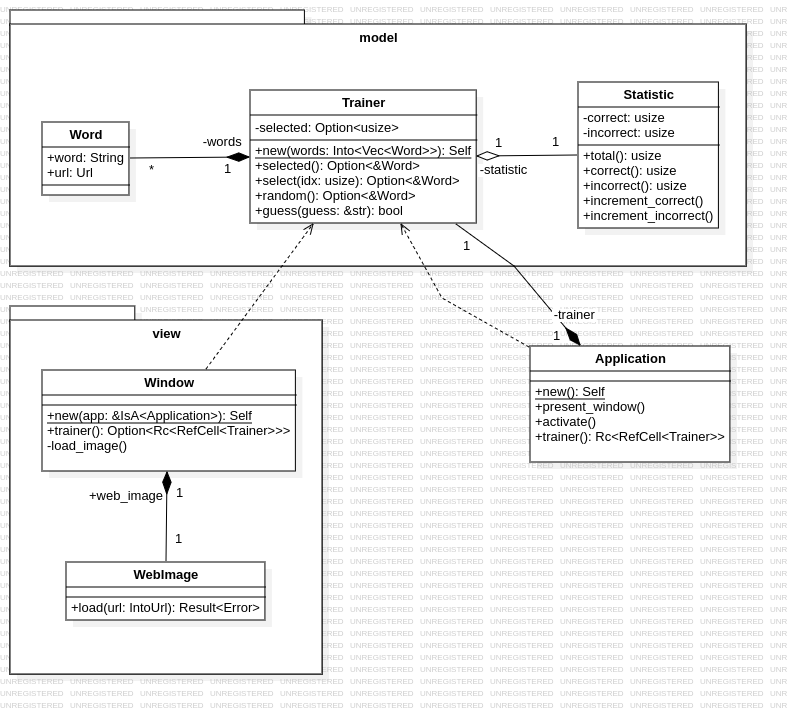 model
Word
+word: String
+url: Url
*
-words
1
Trainer
-selected: Option<usize>
+new(words: Into<Vec<Word>>): Self
+selected(): Option<&Word>
+select(idx: usize): Option<&Word>
+random(): Option<&Word>
+guess(guess: &str): bool
1
1
-statistic
Statistic
-correct: usize
-incorrect: usize
+total(): usize
+correct(): usize
+incorrect(): usize
+increment_correct()
+increment_incorrect()
1
-trainer
1
Application
+new(): Self
+present_window()
+activate()
+trainer(): Rc<RefCell<Trainer>>
view
Window
+new(app: &IsA<Application>): Self
+trainer(): Option<Rc<RefCell<Trainer>>>
-load_image()
+web_image
1
1
WebImage
+load(url: IntoUrl): Result<Error>
UNREGISTERED